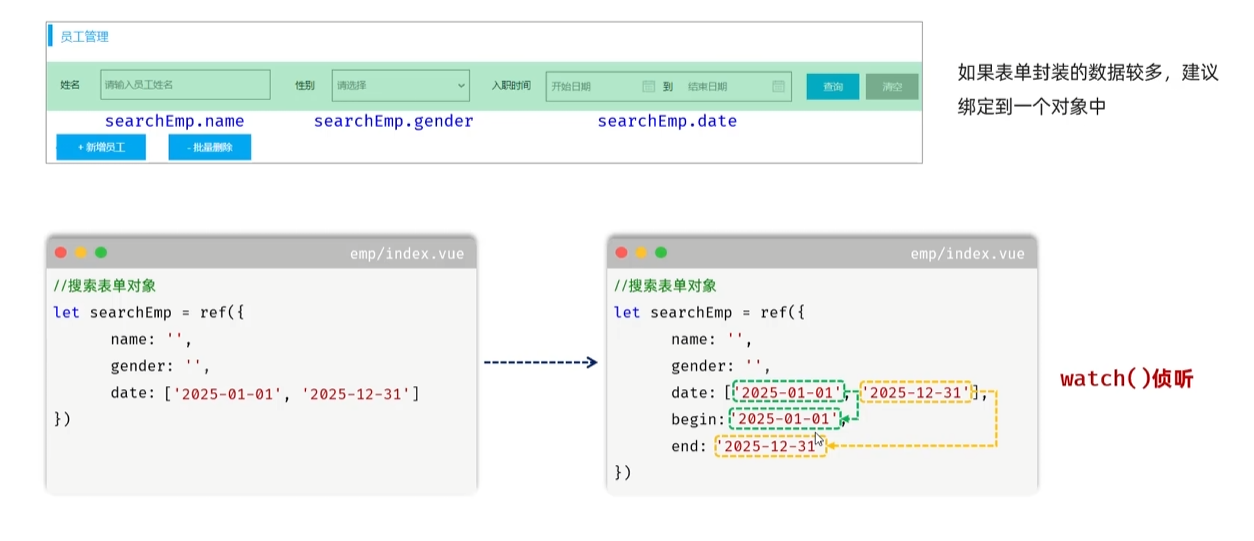 员工管理
姓名 请输入员工姓名 性别 请选择 入职时间 开始日期 到 结束日期 查询 清空
searchEmp.name searchEmp.gender searchEmp.date
+ 新增员工 - 批量删除
如果表单封装的数据较多，建议
绑定到一个对象中
emp/index.vue
//搜索表单对象
let searchEmp = ref({
name: '',
gender: '',
date: ['2025-01-01', '2025-12-31']
})
emp/index.vue
//搜索表单对象
let searchEmp = ref({
name: '',
gender: '',
date: ['2025-01-01', '2025-12-31'],
begin:'2025-01-01',
end: '2025-12-31'
})
watch()侦听